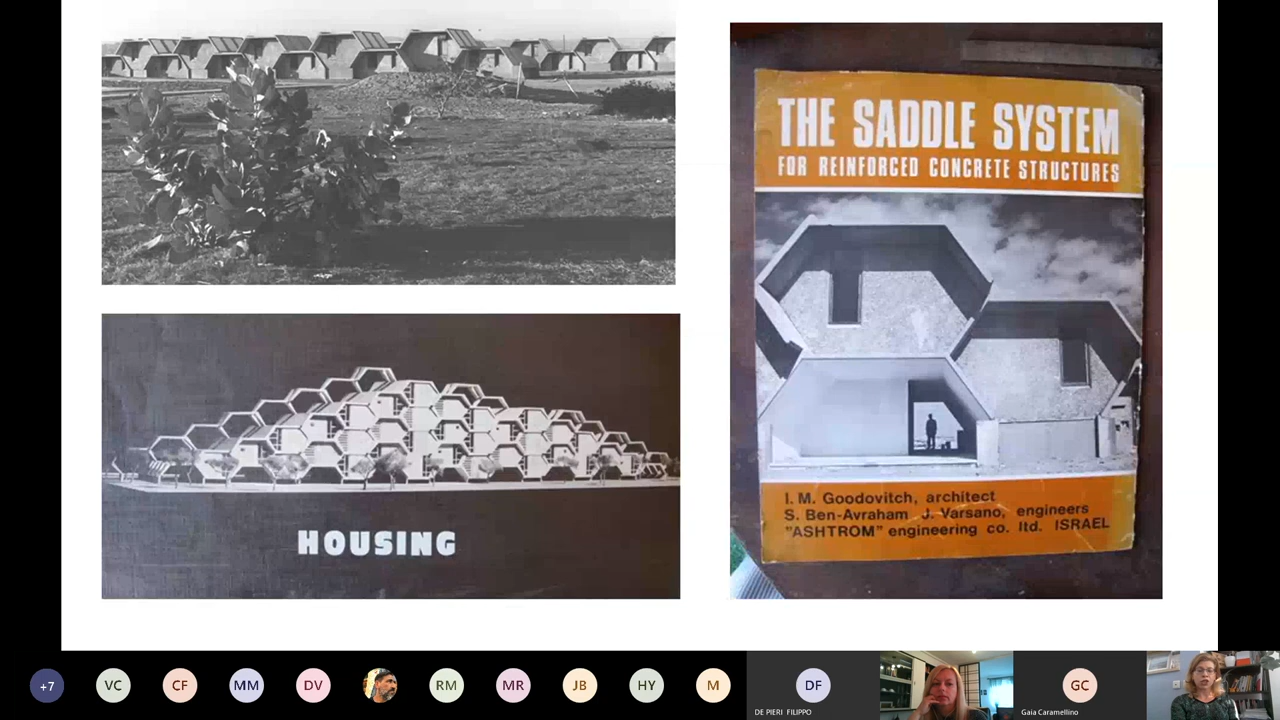 HOUSING
THE SADDLE SYSTEM
FOR REINFORCED CONCRETE STRUCTURES
I. M. Goodovitch, architect
S. Ben-Avraham J. Varsano, engineers
"ASHTROM" engineering co. ltd. ISRAEL
+7
VC
CF
MM
DV
RM
MR
JB
HY
M
DF
DE PIERI FILIPPO
GC
Gaia Caramellino